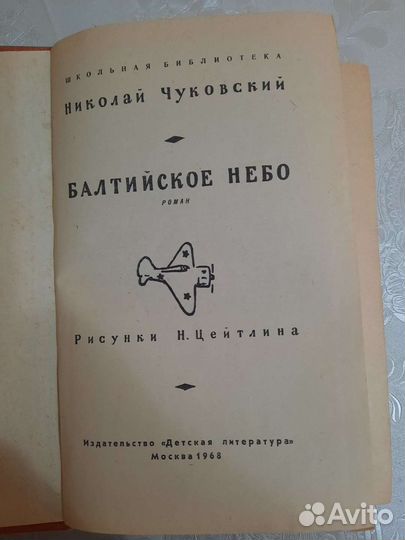 ШКОЛЬНАЯ БИБЛИОТЕКА
Николай Чуковский
БАЛТИЙСКОЕ НЕБО
РОМАН
Рисунки Н. Цейтлина
Издательство «Детская литература»
Москва 1968
Avito